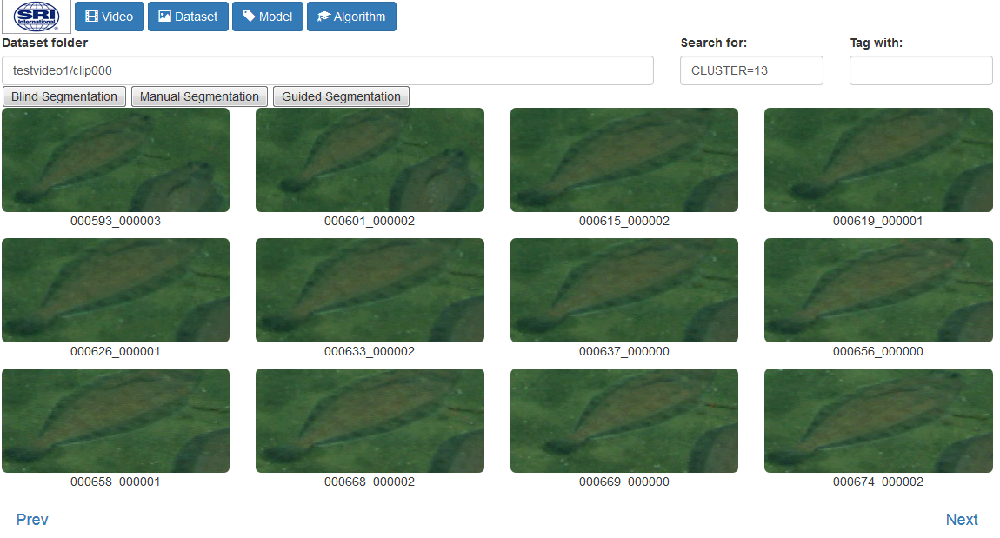 SRI International Video Dataset Model Algorithm
Dataset folder Search for: Tag with:
testvideo1/clip000 CLUSTER=13
Blind Segmentation Manual Segmentation Guided Segmentation
000593_000003 000601_000002 000615_000002 000619_000001
000626_000001 000633_000002 000637_000000 000656_000000
000658_000001 000668_000002 000669_000000 000674_000002
Prev Next